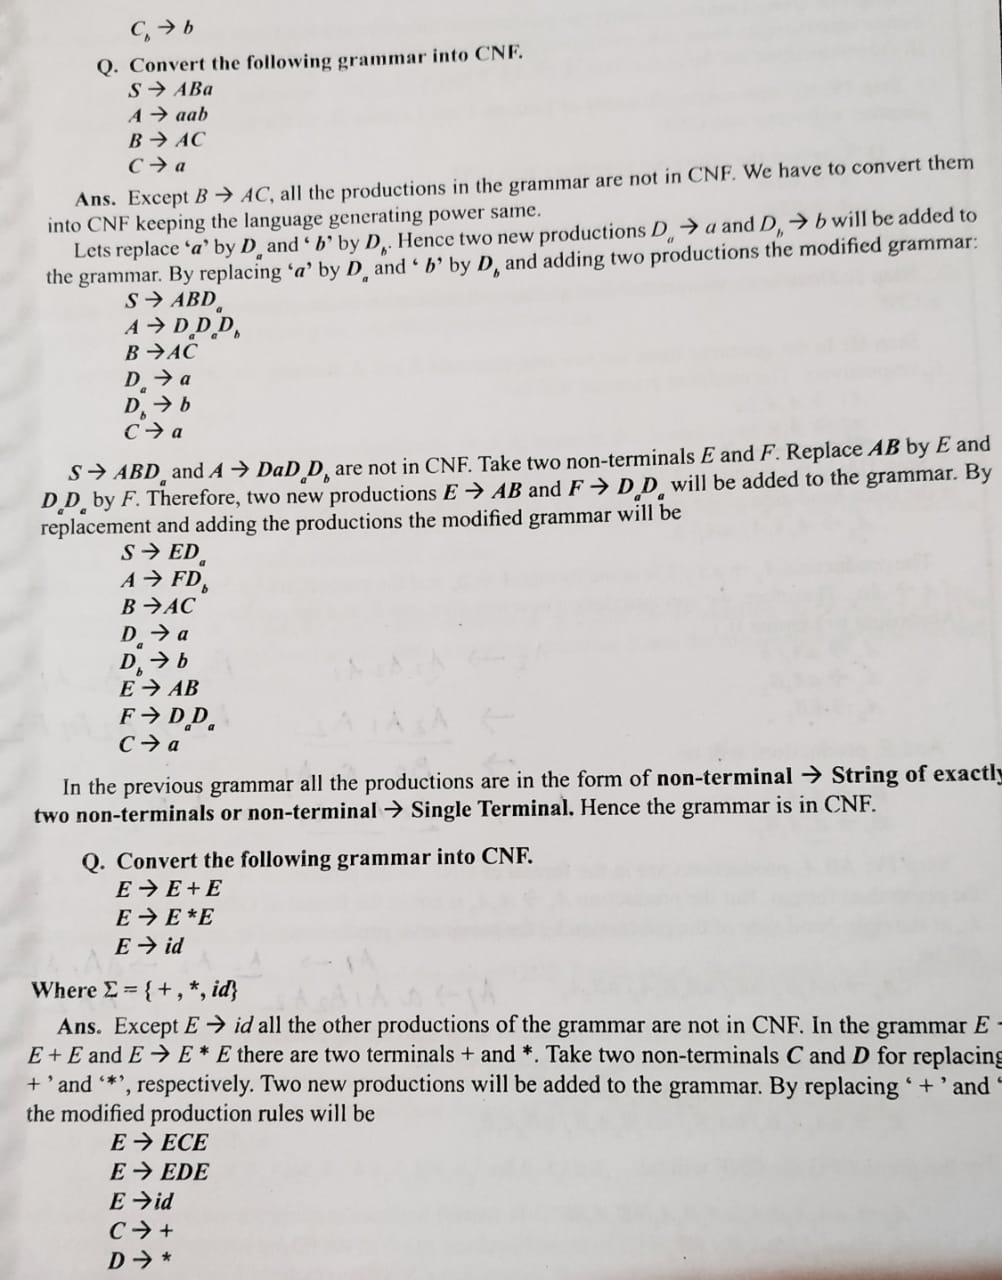 C_b → b
Q. Convert the following grammar into CNF.
S → ABa
A → aab
B → AC
C → a
Ans. Except B → AC, all the productions in the grammar are not in CNF. We have to convert them
into CNF keeping the language generating power same.
Lets replace ‘a’ by D_a and ‘ b’ by D_b. Hence two new productions D_a → a and D_b → b will be added to
the grammar. By replacing ‘a’ by D_a and ‘ b’ by D_b and adding two productions the modified grammar:
S → ABD_a
A → D_aD_aD_b
B →AC
D_a → a
D_b → b
C → a
S → ABD_a and A → DaD_aD_b are not in CNF. Take two non-terminals E and F. Replace AB by E and
D_aD_a by F. Therefore, two new productions E → AB and F → D_aD_a will be added to the grammar. By
replacement and adding the productions the modified grammar will be
S → ED_a
A → FD_b
B →AC
D_a → a
D_b → b
E → AB
F → D_aD_a
C → a
In the previous grammar all the productions are in the form of non-terminal → String of exactly
two non-terminals or non-terminal → Single Terminal. Hence the grammar is in CNF.
Q. Convert the following grammar into CNF.
E → E + E
E → E *E
E → id
Where Σ = { + , *, id}
Ans. Except E → id all the other productions of the grammar are not in CNF. In the grammar E
E + E and E → E * E there are two terminals + and *. Take two non-terminals C and D for replacing
+ ’ and ‘*’, respectively. Two new productions will be added to the grammar. By replacing ‘ + ’ and ‘
the modified production rules will be
E → ECE
E → EDE
E →id
C → +
D → *